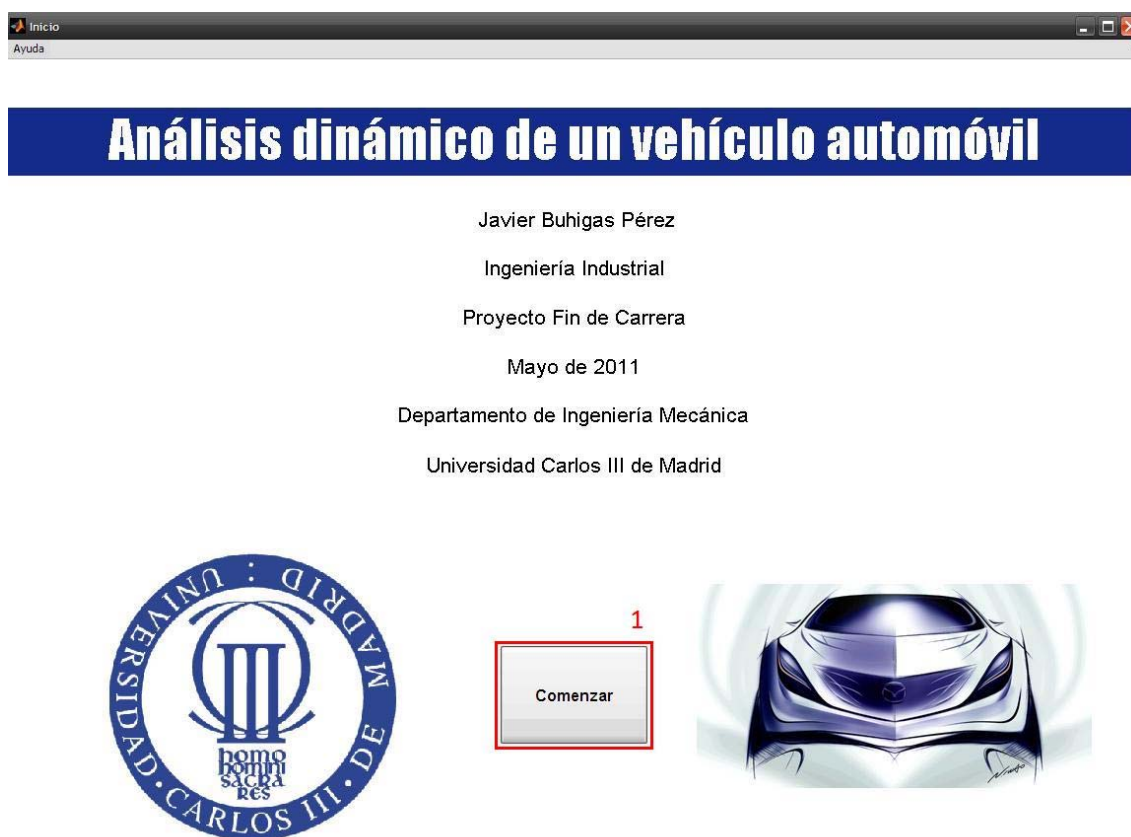 Inicio
Ayuda
Análisis dinámico de un vehículo automóvil
Javier Buhigas Pérez
Ingeniería Industrial
Proyecto Fin de Carrera
Mayo de 2011
Departamento de Ingeniería Mecánica
Universidad Carlos III de Madrid
UNIVERSIDAD · CARLOS III · DE MADRID :
homo
homini
sacra
res
1
Comenzar